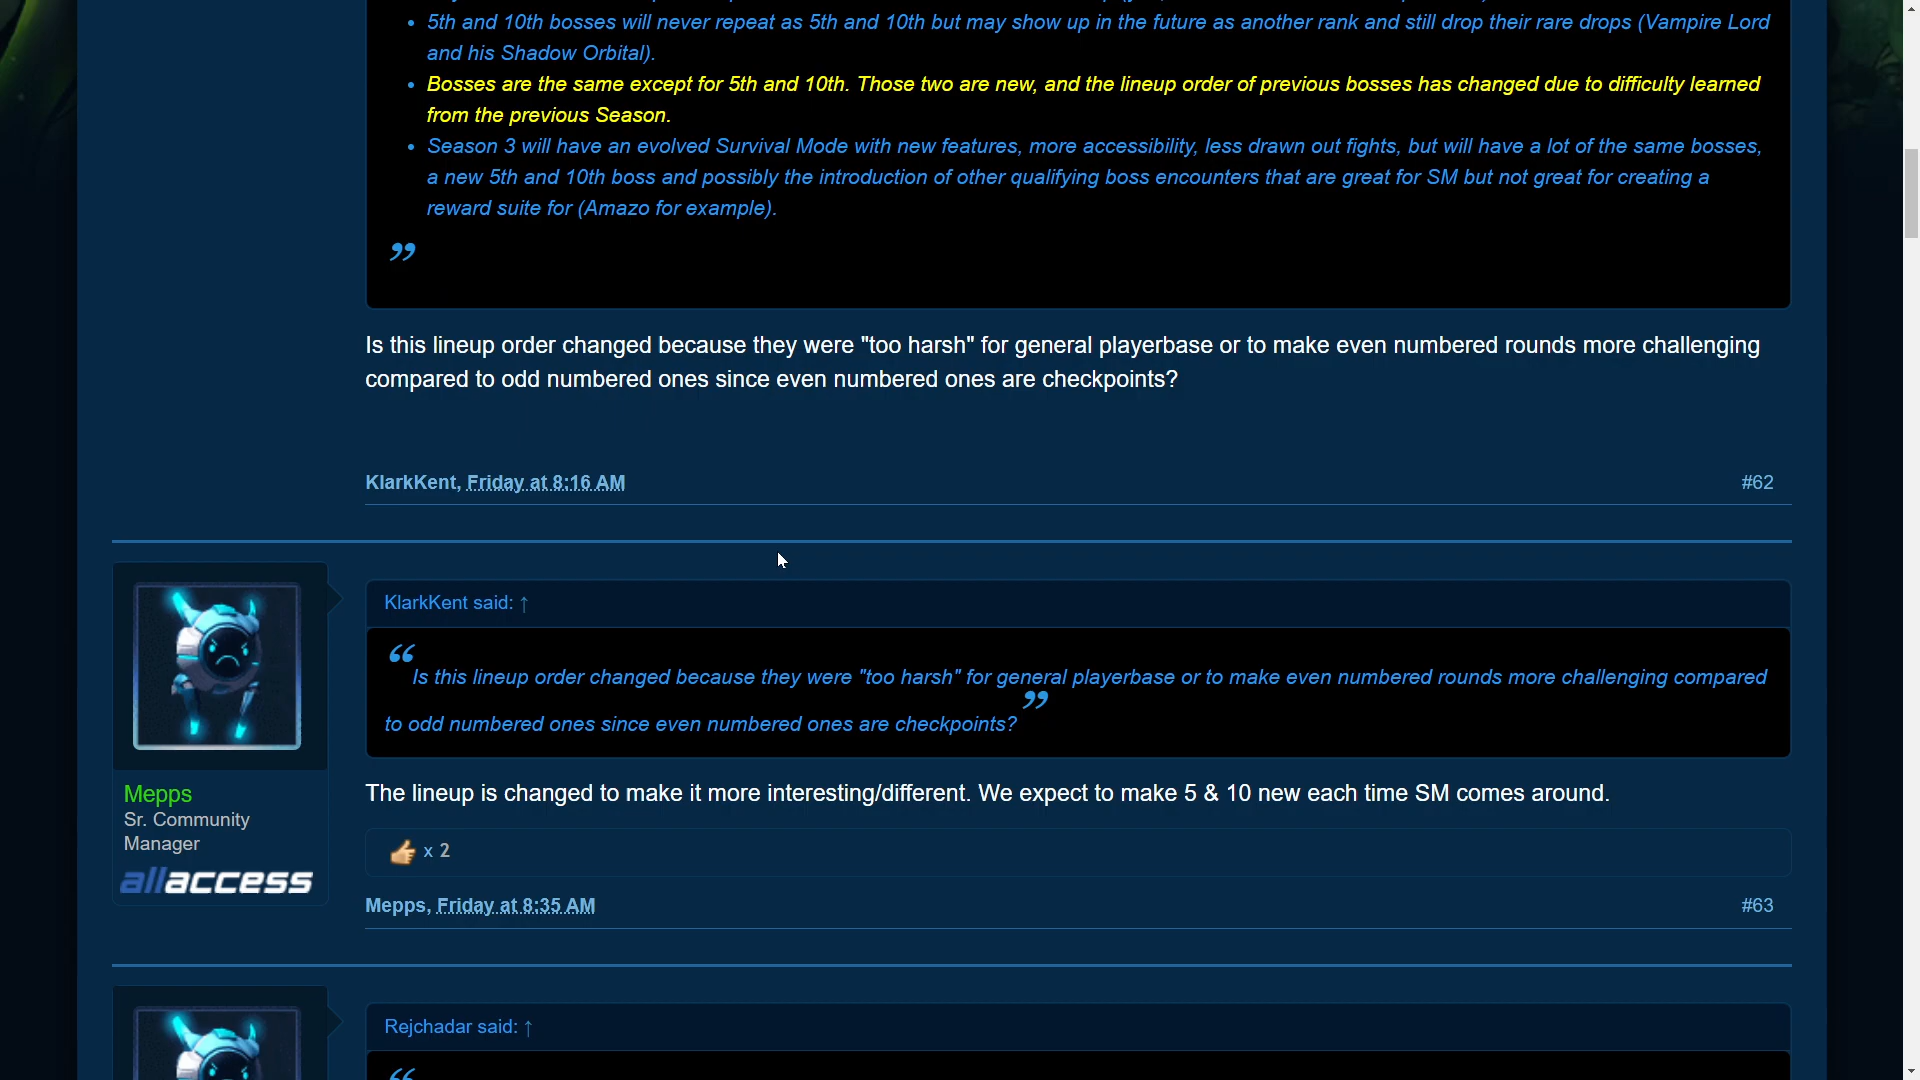 • 5th and 10th bosses will never repeat as 5th and 10th but may show up in the future as another rank and still drop their rare drops (Vampire Lord
and his Shadow Orbital).
• Bosses are the same except for 5th and 10th. Those two are new, and the lineup order of previous bosses has changed due to difficulty learned
from the previous Season.
• Season 3 will have an evolved Survival Mode with new features, more accessibility, less drawn out fights, but will have a lot of the same bosses,
a new 5th and 10th boss and possibly the introduction of other qualifying boss encounters that are great for SM but not great for creating a
reward suite for (Amazo for example).
”
Is this lineup order changed because they were "too harsh" for general playerbase or to make even numbered rounds more challenging
compared to odd numbered ones since even numbered ones are checkpoints?
KlarkKent, Friday at 8:16 AM #62
KlarkKent said: ↑
“
Is this lineup order changed because they were "too harsh" for general playerbase or to make even numbered rounds more challenging compared
to odd numbered ones since even numbered ones are checkpoints? ”
Mepps
Sr. Community
Manager
allaccess
The lineup is changed to make it more interesting/different. We expect to make 5 & 10 new each time SM comes around.
x 2
Mepps, Friday at 8:35 AM #63
Rejchadar said: ↑
“